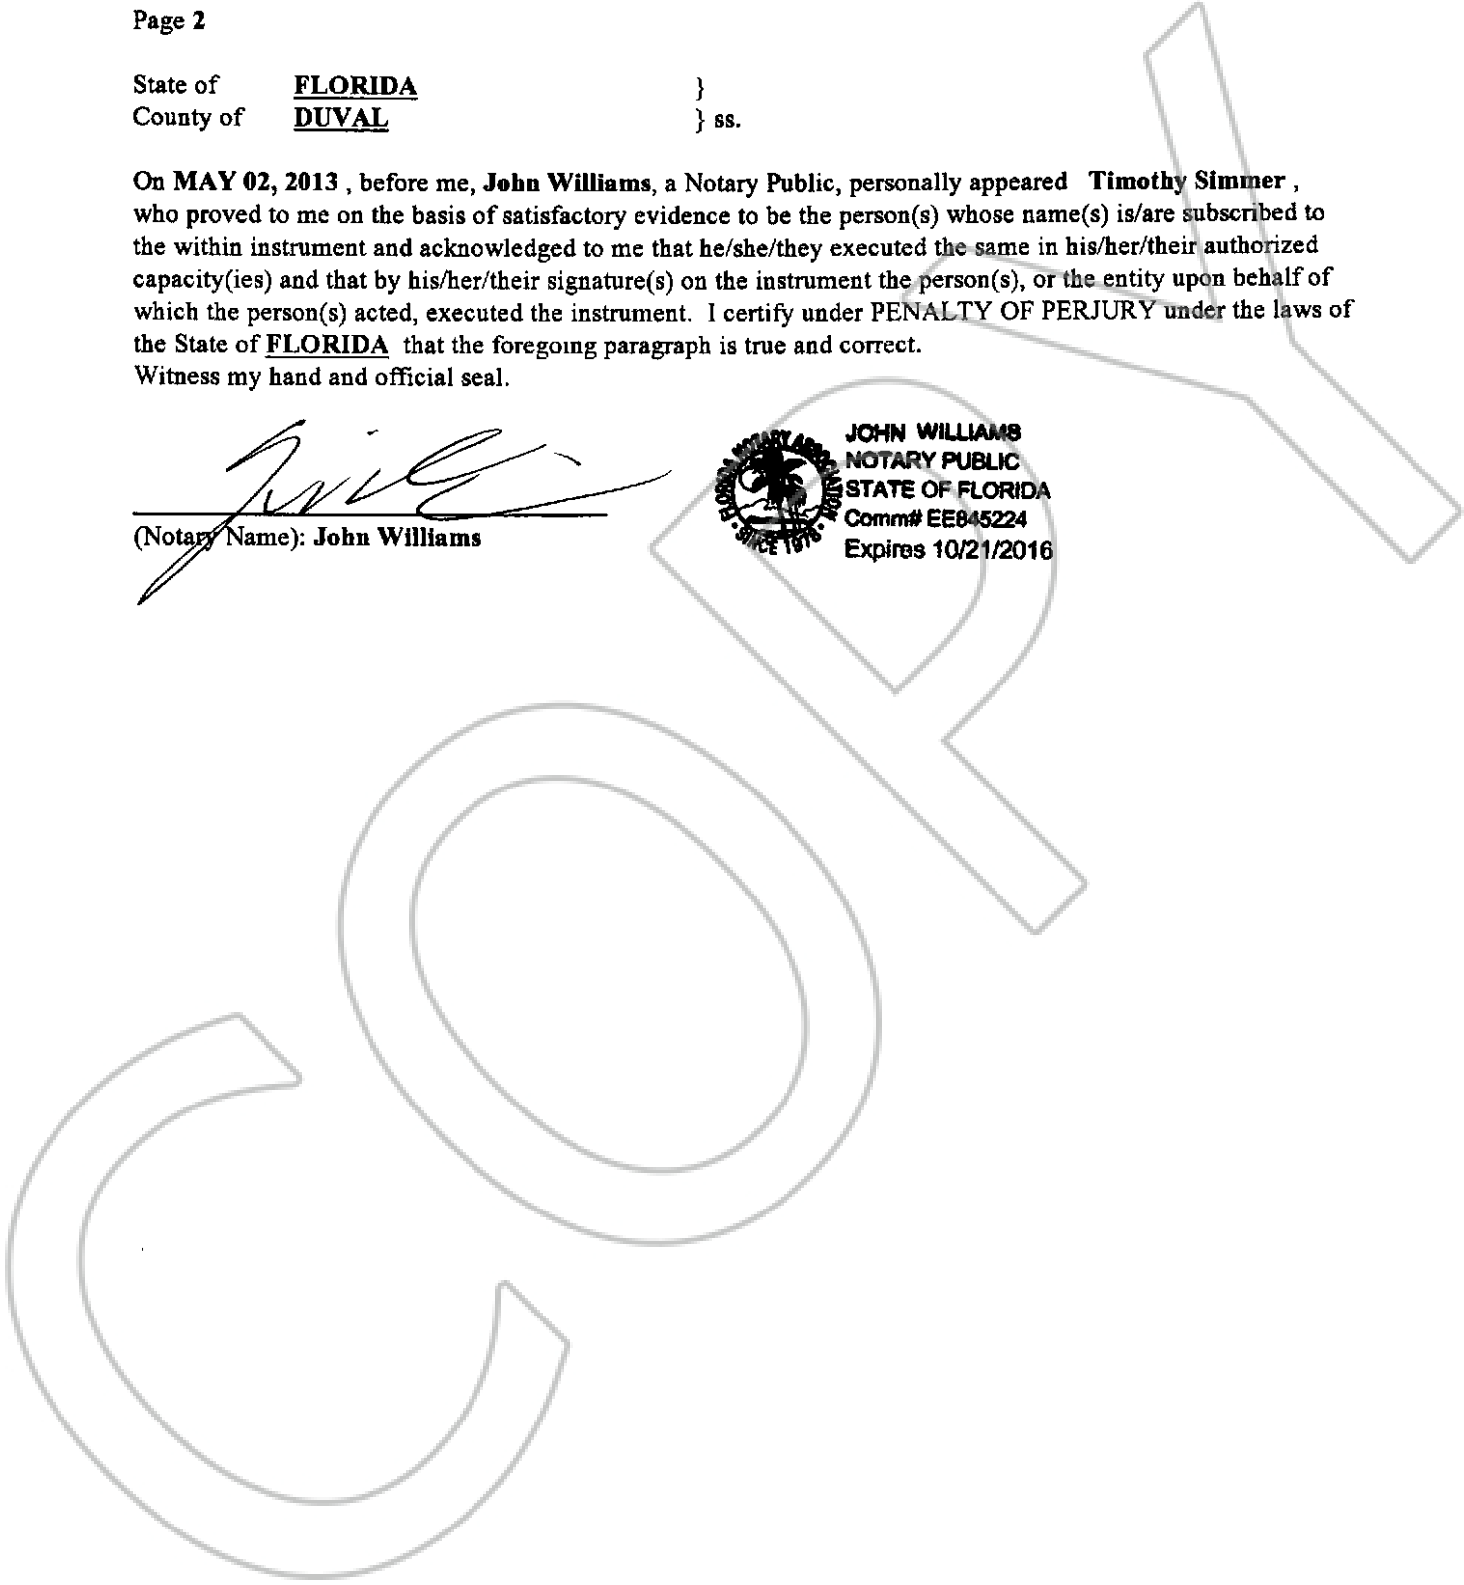 Page 2
State of FLORIDA }
County of DUVAL } ss.
On MAY 02, 2013 , before me, John Williams, a Notary Public, personally appeared Timothy Simmer ,
who proved to me on the basis of satisfactory evidence to be the person(s) whose name(s) is/are subscribed to
the within instrument and acknowledged to me that he/she/they executed the same in his/her/their authorized
capacity(ies) and that by his/her/their signature(s) on the instrument the person(s), or the entity upon behalf of
which the person(s) acted, executed the instrument. I certify under PENALTY OF PERJURY under the laws of
the State of FLORIDA that the foregoing paragraph is true and correct.
Witness my hand and official seal.
(Notary Name): John Williams
FLORIDA NOTARY ASSOCIATION
SINCE 1978
JOHN WILLIAMS
NOTARY PUBLIC
STATE OF FLORIDA
Comm# EE845224
Expires 10/21/2016
COPY